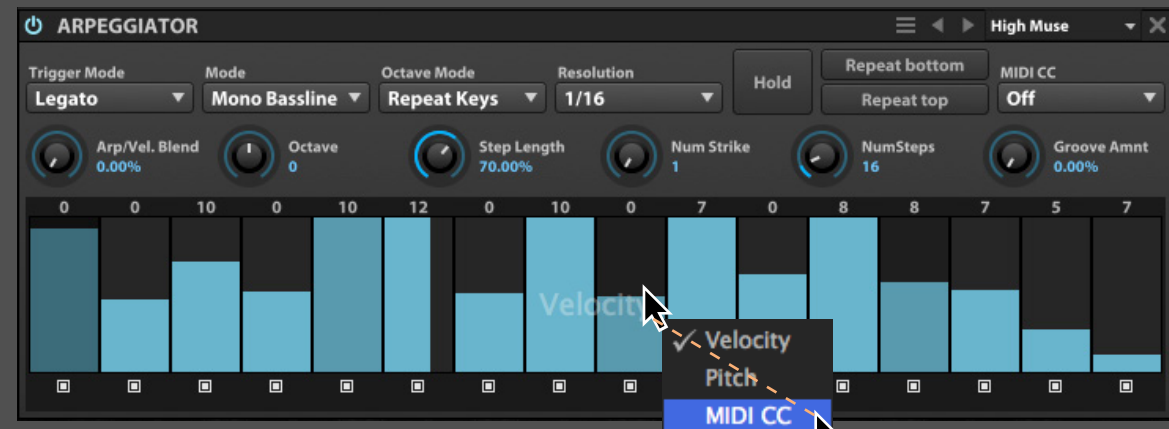 ARPEGGIATOR
High Muse
Trigger Mode
Mode
Octave Mode
Resolution
Hold
Repeat bottom
MIDI CC
Legato
Mono Bassline
Repeat Keys
1/16
Repeat top
Off
Arp/Vel. Blend
Octave
Step Length
Num Strike
NumSteps
Groove Amnt
0.00%
0
70.00%
1
16
0.00%
0 0 10 0 10 12 0 10 0 7 0 8 8 7 5 7
Velocity
✓ Velocity
Pitch
MIDI CC